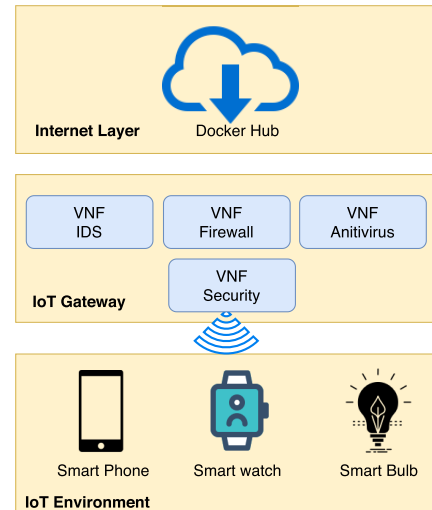 Docker Hub
Internet Layer
VNF
IDS
VNF
Firewall
VNF
Anitivirus
VNF
Security
IoT Gateway
Smart Phone
Smart watch
Smart Bulb
IoT Environment